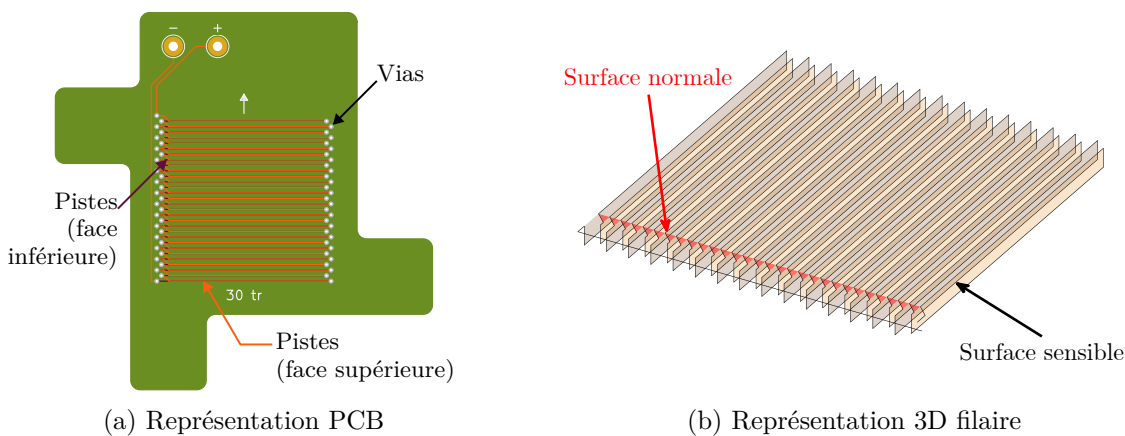 − +
Vias
Pistes
(face
inférieure)
30 tr
Pistes
(face supérieure)
(a) Représentation PCB
Surface normale
Surface sensible
(b) Représentation 3D filaire